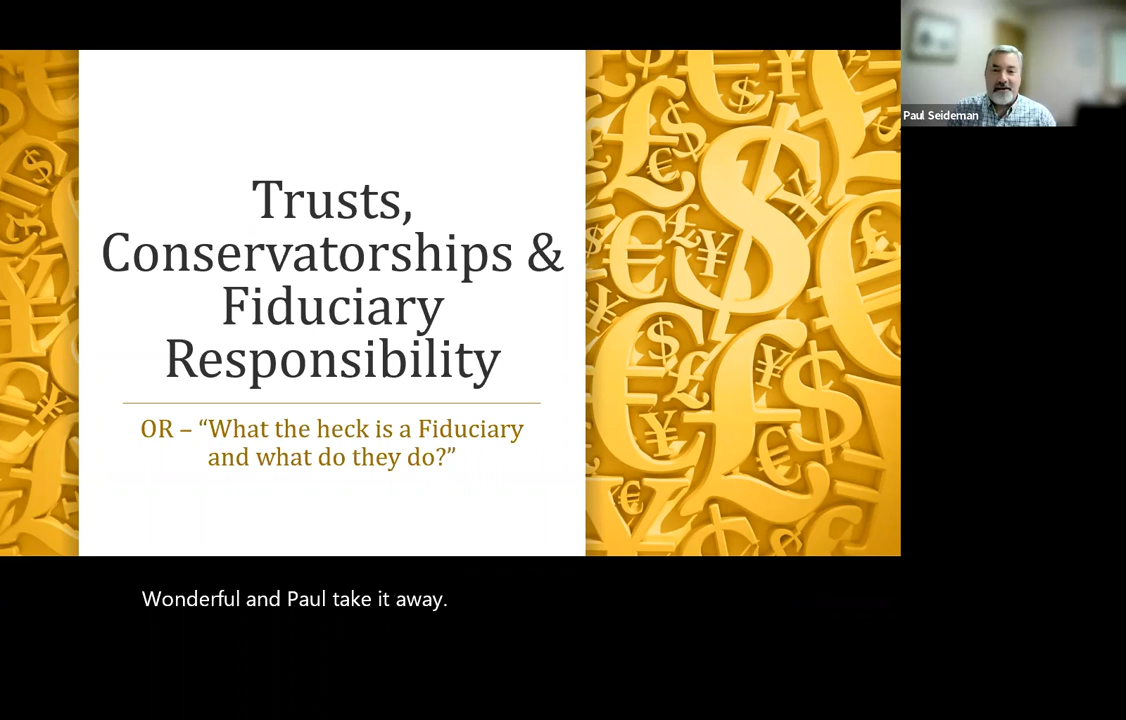 Trusts,
Conservatorships &
Fiduciary
Responsibility
OR – “What the heck is a Fiduciary
and what do they do?”
Paul Seideman
Wonderful and Paul take it away.